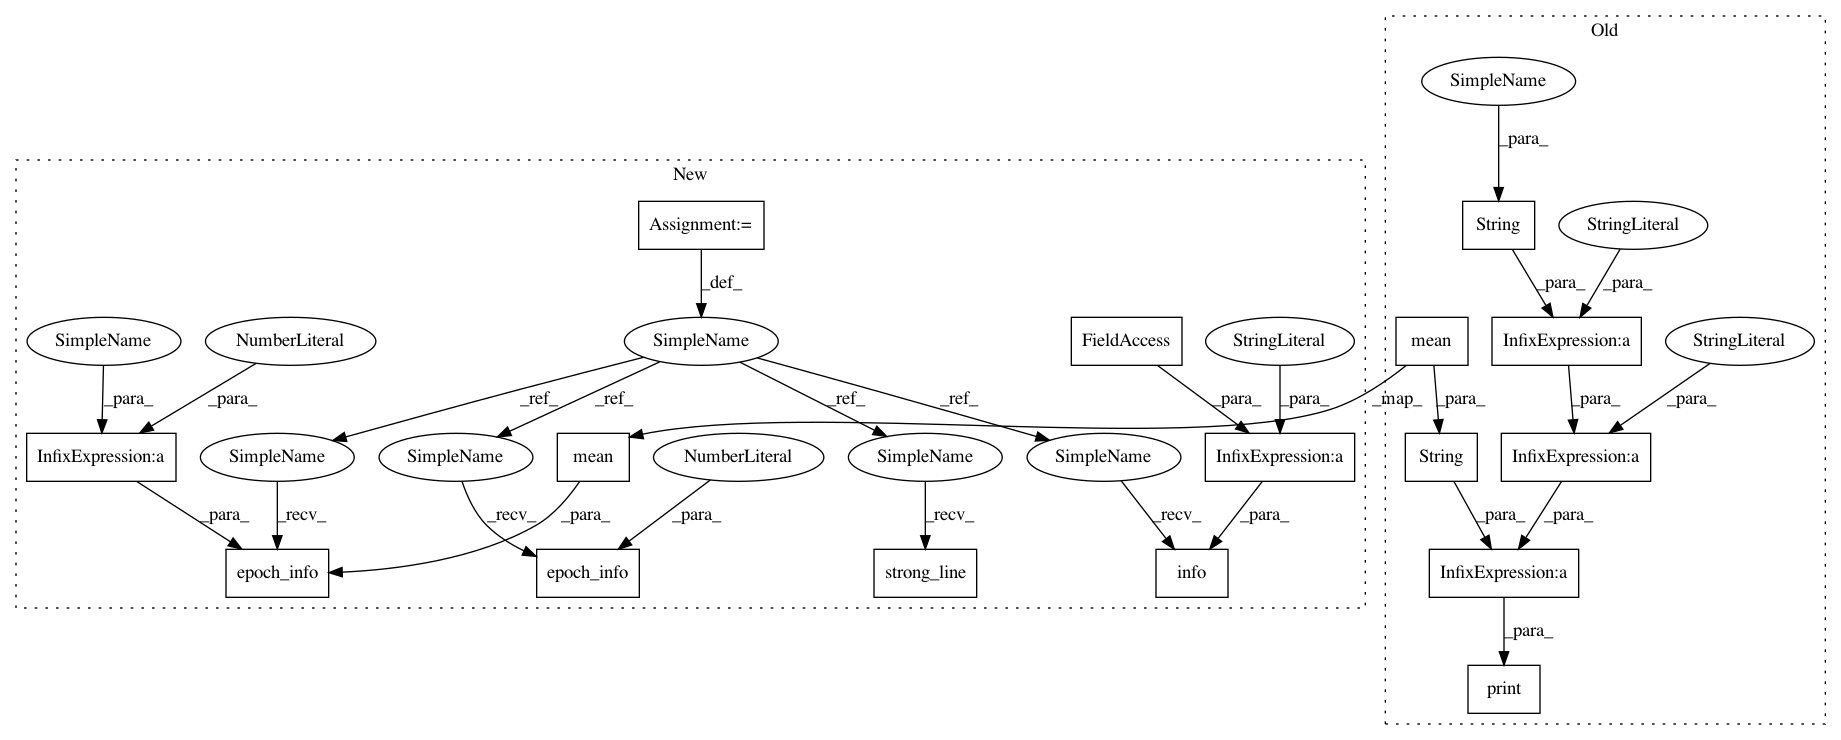 Old
SimpleName
_para_
New
Assignment:=
String
StringLiteral
_def_
_para_
_para_
SimpleName
NumberLiteral
SimpleName
FieldAccess
StringLiteral
mean
InfixExpression:a
StringLiteral
_para_
_para_
_ref_
_ref_
_ref_
_ref_
_para_
_para_
_map_
_para_
_para_
_para_
InfixExpression:a
SimpleName
SimpleName
mean
NumberLiteral
SimpleName
SimpleName
InfixExpression:a
String
InfixExpression:a
_para_
_recv_
_recv_
_para_
_para_
_recv_
_recv_
_para_
_para_
_para_
epoch_info
epoch_info
strong_line
info
InfixExpression:a
_para_
print